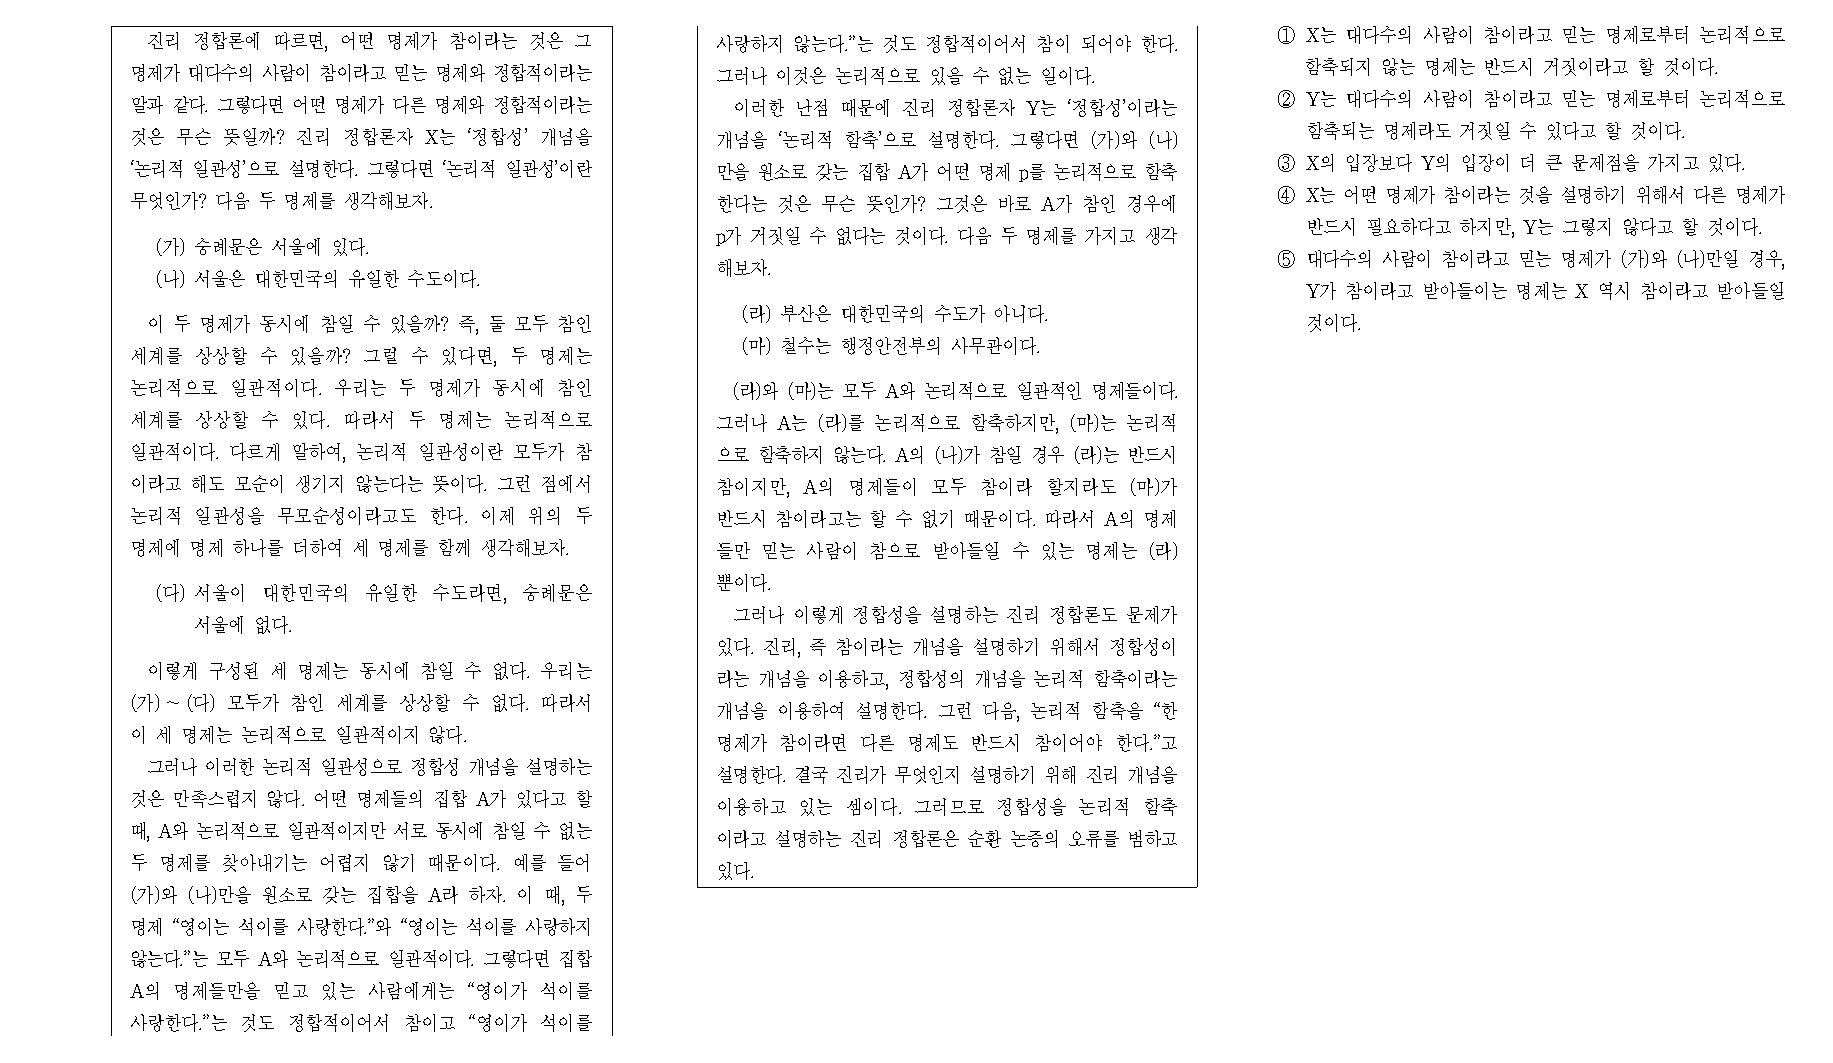 진리 정합론에 따르면, 어떤 명제가 참이라는 것은 그
명제가 대다수의 사람이 참이라고 믿는 명제와 정합적이라는
말과 같다. 그렇다면 어떤 명제가 다른 명제와 정합적이라는
것은 무슨 뜻일까? 진리 정합론자 X는 ‘정합성’ 개념을
‘논리적 일관성’으로 설명한다. 그렇다면 ‘논리적 일관성’이란
무엇인가? 다음 두 명제를 생각해보자.
(가) 숭례문은 서울에 있다.
(나) 서울은 대한민국의 유일한 수도이다.
이 두 명제가 동시에 참일 수 있을까? 즉, 둘 모두 참인
세계를 상상할 수 있을까? 그럴 수 있다면, 두 명제는
논리적으로 일관적이다. 우리는 두 명제가 동시에 참인
세계를 상상할 수 있다. 따라서 두 명제는 논리적으로
일관적이다. 다르게 말하여, 논리적 일관성이란 모두가 참
이라고 해도 모순이 생기지 않는다는 뜻이다. 그런 점에서
논리적 일관성을 무모순성이라고도 한다. 이제 위의 두
명제에 명제 하나를 더하여 세 명제를 함께 생각해보자.
(다) 서울이 대한민국의 유일한 수도라면, 숭례문은
서울에 없다.
이렇게 구성된 세 명제는 동시에 참일 수 없다. 우리는
(가) ~ (다) 모두가 참인 세계를 상상할 수 없다. 따라서
이 세 명제는 논리적으로 일관적이지 않다.
그러나 이러한 논리적 일관성으로 정합성 개념을 설명하는
것은 만족스럽지 않다. 어떤 명제들의 집합 A가 있다고 할
때, A와 논리적으로 일관적이지만 서로 동시에 참일 수 없는
두 명제를 찾아내기는 어렵지 않기 때문이다. 예를 들어
(가)와 (나)만을 원소로 갖는 집합을 A라 하자. 이 때, 두
명제 “영이는 석이를 사랑한다.”와 “영이는 석이를 사랑하지
않는다.”는 모두 A와 논리적으로 일관적이다. 그렇다면 집합
A의 명제들만을 믿고 있는 사람에게는 “영이가 석이를
사랑한다.”는 것도 정합적이어서 참이고 “영이가 석이를
사랑하지 않는다.”는 것도 정합적이어서 참이 되어야 한다.
그러나 이것은 논리적으로 있을 수 없는 일이다.
이러한 난점 때문에 진리 정합론자 Y는 ‘정합성’이라는
개념을 ‘논리적 함축’으로 설명한다. 그렇다면 (가)와 (나)
만을 원소로 갖는 집합 A가 어떤 명제 p를 논리적으로 함축
한다는 것은 무슨 뜻인가? 그것은 바로 A가 참인 경우에
p가 거짓일 수 없다는 것이다. 다음 두 명제를 가지고 생각
해보자.
(라) 부산은 대한민국의 수도가 아니다.
(마) 철수는 행정안전부의 사무관이다.
(라)와 (마)는 모두 A와 논리적으로 일관적인 명제들이다.
그러나 A는 (라)를 논리적으로 함축하지만, (마)는 논리적
으로 함축하지 않는다. A의 (나)가 참일 경우 (라)는 반드시
참이지만, A의 명제들이 모두 참이라 할지라도 (마)가
반드시 참이라고는 할 수 없기 때문이다. 따라서 A의 명제
들만 믿는 사람이 참으로 받아들일 수 있는 명제는 (라)
뿐이다.
그러나 이렇게 정합성을 설명하는 진리 정합론도 문제가
있다. 진리, 즉 참이라는 개념을 설명하기 위해서 정합성이
라는 개념을 이용하고, 정합성의 개념을 논리적 함축이라는
개념을 이용하여 설명한다. 그런 다음, 논리적 함축을 “한
명제가 참이라면 다른 명제도 반드시 참이어야 한다.”고
설명한다. 결국 진리가 무엇인지 설명하기 위해 진리 개념을
이용하고 있는 셈이다. 그러므로 정합성을 논리적 함축
이라고 설명하는 진리 정합론은 순환 논증의 오류를 범하고
있다.
① X는 대다수의 사람이 참이라고 믿는 명제로부터 논리적으로
함축되지 않는 명제는 반드시 거짓이라고 할 것이다.
② Y는 대다수의 사람이 참이라고 믿는 명제로부터 논리적으로
함축되는 명제라도 거짓일 수 있다고 할 것이다.
③ X의 입장보다 Y의 입장이 더 큰 문제점을 가지고 있다.
④ X는 어떤 명제가 참이라는 것을 설명하기 위해서 다른 명제가
반드시 필요하다고 하지만, Y는 그렇지 않다고 할 것이다.
⑤ 대다수의 사람이 참이라고 믿는 명제가 (가)와 (나)만일 경우,
Y가 참이라고 받아들이는 명제는 X 역시 참이라고 받아들일
것이다.